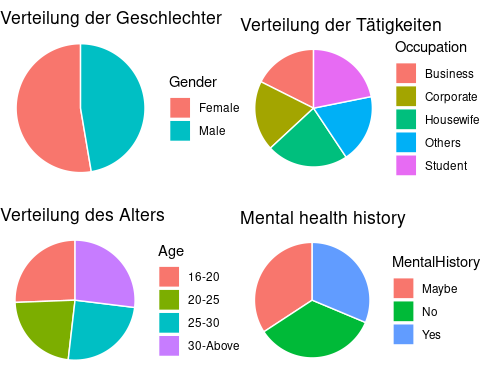 Verteilung der Geschlechter
Gender
Female
Male
Verteilung der Tätigkeiten
Occupation
Business
Corporate
Housewife
Others
Student
Verteilung des Alters
Age
16-20
20-25
25-30
30-Above
Mental health history
MentalHistory
Maybe
No
Yes